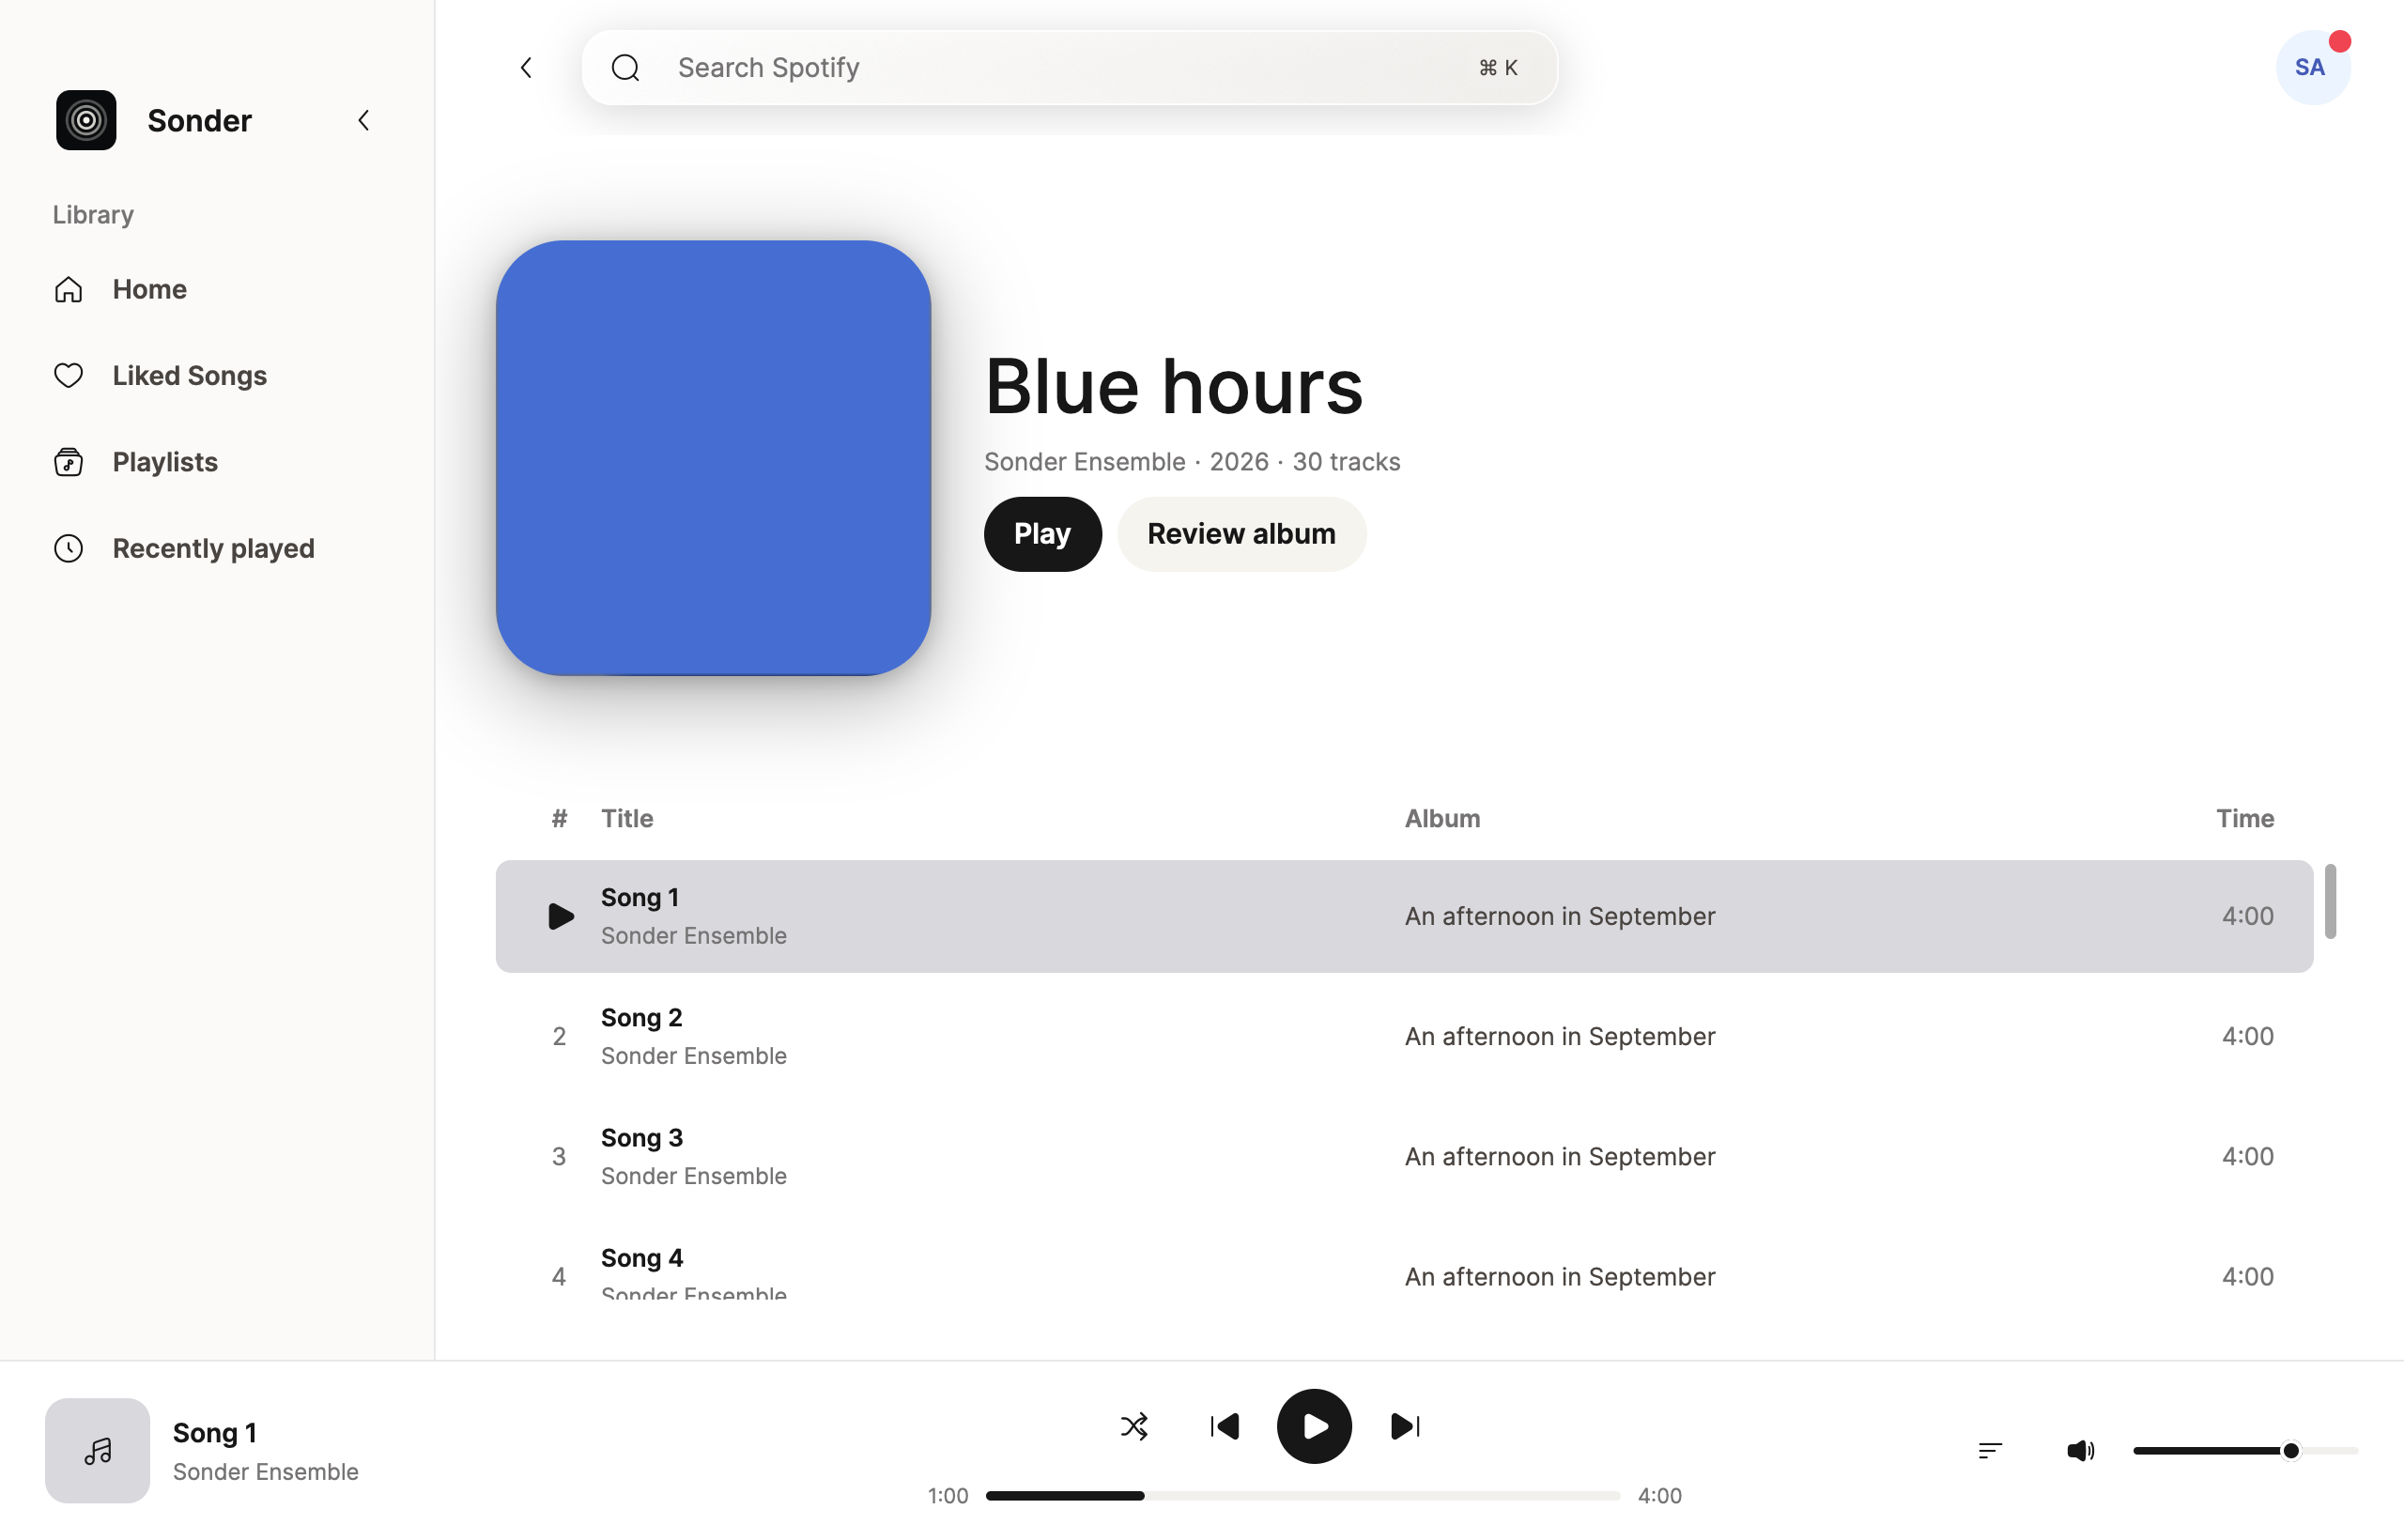 Search Spotify ⌘ K
SA
Sonder
Library
Home
Liked Songs
Playlists
Recently played
Blue hours
Sonder Ensemble · 2026 · 30 tracks
Play Review album
# Title Album Time
Song 1
Sonder Ensemble
An afternoon in September 4:00
2 Song 2
Sonder Ensemble
An afternoon in September 4:00
3 Song 3
Sonder Ensemble
An afternoon in September 4:00
4 Song 4
Sonder Ensemble
An afternoon in September 4:00
Song 1
Sonder Ensemble
1:00 4:00